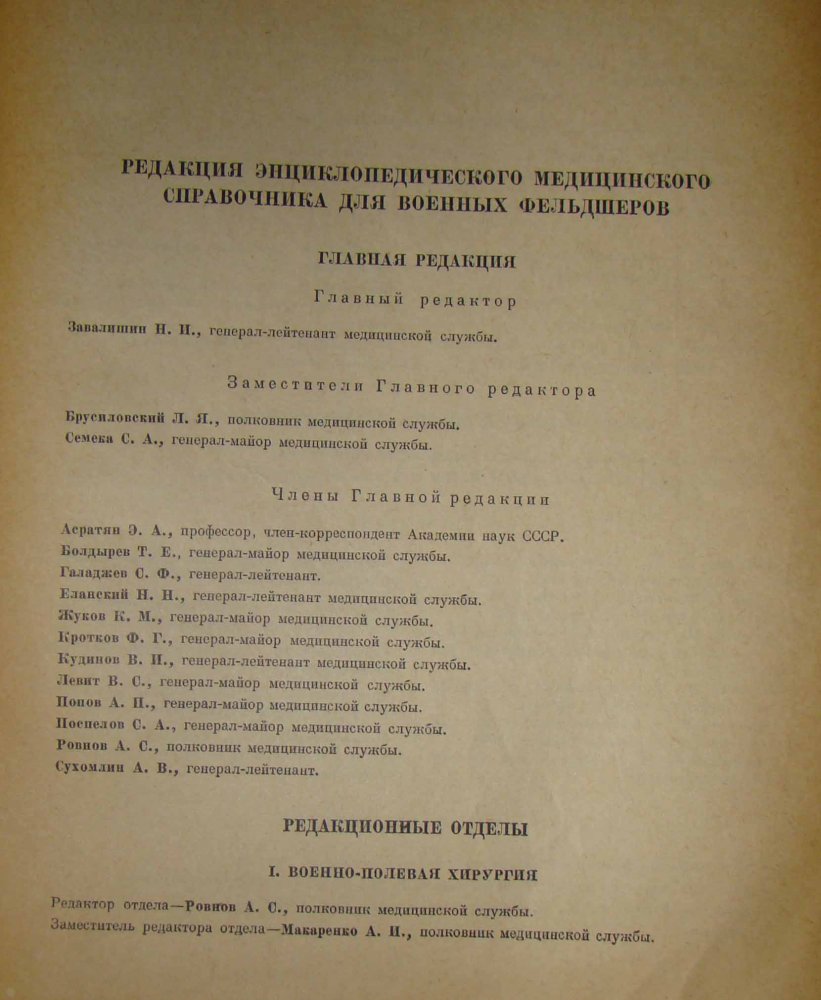 РЕДАКЦИЯ ЭНЦИКЛОПЕДИЧЕСКОГО МЕДИЦИНСКОГО
СПРАВОЧНИКА ДЛЯ ВОЕННЫХ ФЕЛЬДШЕРОВ
ГЛАВНАЯ РЕДАКЦИЯ
Главный редактор
Завалишин Н. И., генерал-лейтенант медицинской службы.
Заместители Главного редактора
Брусиловский Л. Я., полковник медицинской службы.
Семека С. А., генерал-майор медицинской службы.
Члены Главной редакции
Асратян Э. А., профессор, член-корреспондент Академии наук СССР.
Болдырев Т. Е., генерал-майор медицинской службы.
Галаджев С. Ф., генерал-лейтенант.
Еланский Н. Н., генерал-лейтенант медицинской службы.
Жуков К. М., генерал-майор медицинской службы.
Кротков Ф. Г., генерал-майор медицинской службы.
Кудинов В. И., генерал-лейтенант медицинской службы.
Левит В. С., генерал-майор медицинской службы.
Попов А. П., генерал-майор медицинской службы.
Поспелов С. А., генерал-майор медицинской службы.
Ровнов А. С., полковник медицинской службы.
Сухомлин А. В., генерал-лейтенант.
РЕДАКЦИОННЫЕ ОТДЕЛЫ
I. ВОЕННО-ПОЛЕВАЯ ХИРУРГИЯ
Редактор отдела—Ровнов А. С., полковник медицинской службы.
Заместитель редактора отдела—Макаренко А. И., полковник медицинской службы.